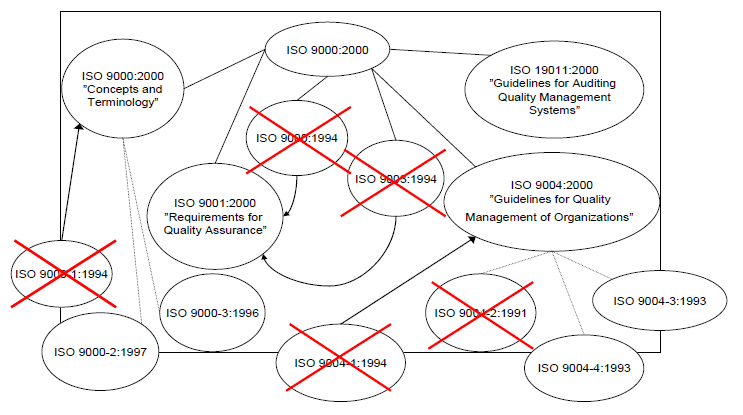 ISO 9000:2000
ISO 9000:2000
”Concepts and
Terminology”
ISO 19011:2000
”Guidelines for Auditing
Quality Management
Systems”
ISO
ISO 9003:1994
ISO 9001:2000
”Requirements for
Quality Assurance”
ISO 9004:2000
”Guidelines for Quality
Management of Organizations”
ISO 9000-1:1994
ISO 9000-3:1996
ISO 9004-2:1991
ISO 9004-3:1993
ISO 9000-2:1997
ISO 9004-1:1994
ISO 9004-4:1993